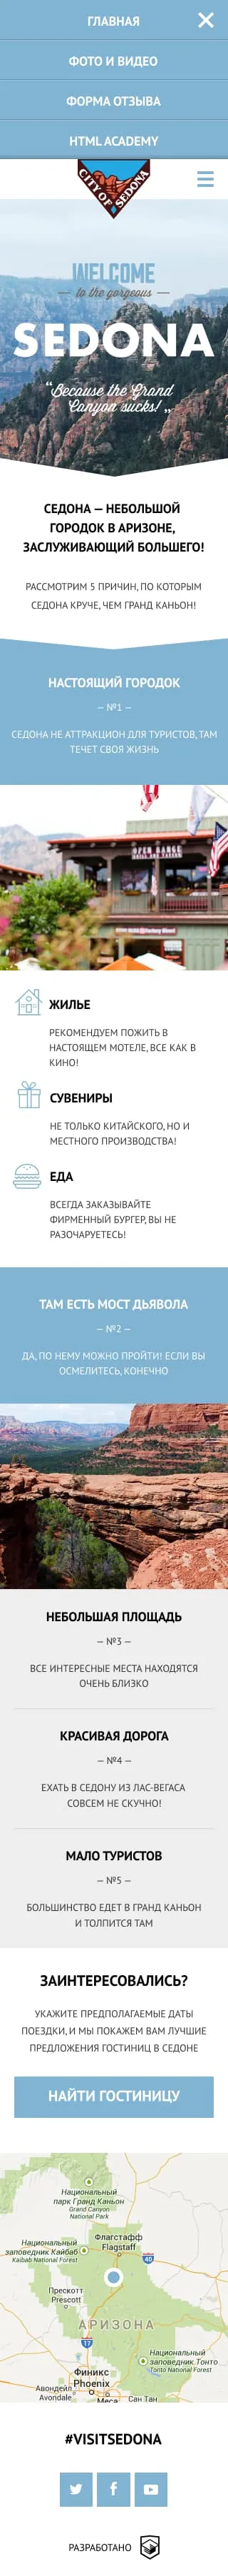 ГЛАВНАЯ
ФОТО И ВИДЕО
ФОРМА ОТЗЫВА
HTML ACADEMY
CITY OF SEDONA
WELCOME
— to the gorgeous —
SEDONA
“Because the Grand
Canyon sucks! „
СЕДОНА — НЕБОЛЬШОЙ
ГОРОДОК В АРИЗОНЕ,
ЗАСЛУЖИВАЮЩИЙ БОЛЬШЕГО!
РАССМОТРИМ 5 ПРИЧИН, ПО КОТОРЫМ
СЕДОНА КРУЧЕ, ЧЕМ ГРАНД КАНЬОН!
НАСТОЯЩИЙ ГОРОДОК
— №1 —
СЕДОНА НЕ АТТРАКЦИОН ДЛЯ ТУРИСТОВ, ТАМ
ТЕЧЕТ СВОЯ ЖИЗНЬ
ЖИЛЬЕ
РЕКОМЕНДУЕМ ПОЖИТЬ В
НАСТОЯЩЕМ МОТЕЛЕ, ВСЕ КАК В
КИНО!
СУВЕНИРЫ
НЕ ТОЛЬКО КИТАЙСКОГО, НО И
МЕСТНОГО ПРОИЗВОДСТВА!
ЕДА
ВСЕГДА ЗАКАЗЫВАЙТЕ
ФИРМЕННЫЙ БУРГЕР, ВЫ НЕ
РАЗОЧАРУЕТЕСЬ!
ТАМ ЕСТЬ МОСТ ДЬЯВОЛА
— №2 —
ДА, ПО НЕМУ МОЖНО ПРОЙТИ! ЕСЛИ ВЫ
ОСМЕЛИТЕСЬ, КОНЕЧНО
НЕБОЛЬШАЯ ПЛОЩАДЬ
— №3 —
ВСЕ ИНТЕРЕСНЫЕ МЕСТА НАХОДЯТСЯ
ОЧЕНЬ БЛИЗКО
КРАСИВАЯ ДОРОГА
— №4 —
ЕХАТЬ В СЕДОНУ ИЗ ЛАС-ВЕГАСА
СОВСЕМ НЕ СКУЧНО!
МАЛО ТУРИСТОВ
— №5 —
БОЛЬШИНСТВО ЕДЕТ В ГРАНД КАНЬОН
И ТОЛПИТСЯ ТАМ
ЗАИНТЕРЕСОВАЛИСЬ?
УКАЖИТЕ ПРЕДПОЛАГАЕМЫЕ ДАТЫ
ПОЕЗДКИ, И МЫ ПОКАЖЕМ ВАМ ЛУЧШИЕ
ПРЕДЛОЖЕНИЯ ГОСТИНИЦ В СЕДОНЕ
НАЙТИ ГОСТИНИЦУ
Национальный
парк Гранд Каньон
Grand Canyon
National Park
Флагстафф
Flagstaff
Национальный
заповедник Кайбаб
Kaibab National Forest
40
Прескотт
Prescott
АРИЗОНА
17
Национальный
заповедник Тонто
Tonto National Forest
Финикс
Phoenix
Авондейл
Avondale
Меса
Сан Тан
#VISITSEDONA
РАЗРАБОТАНО